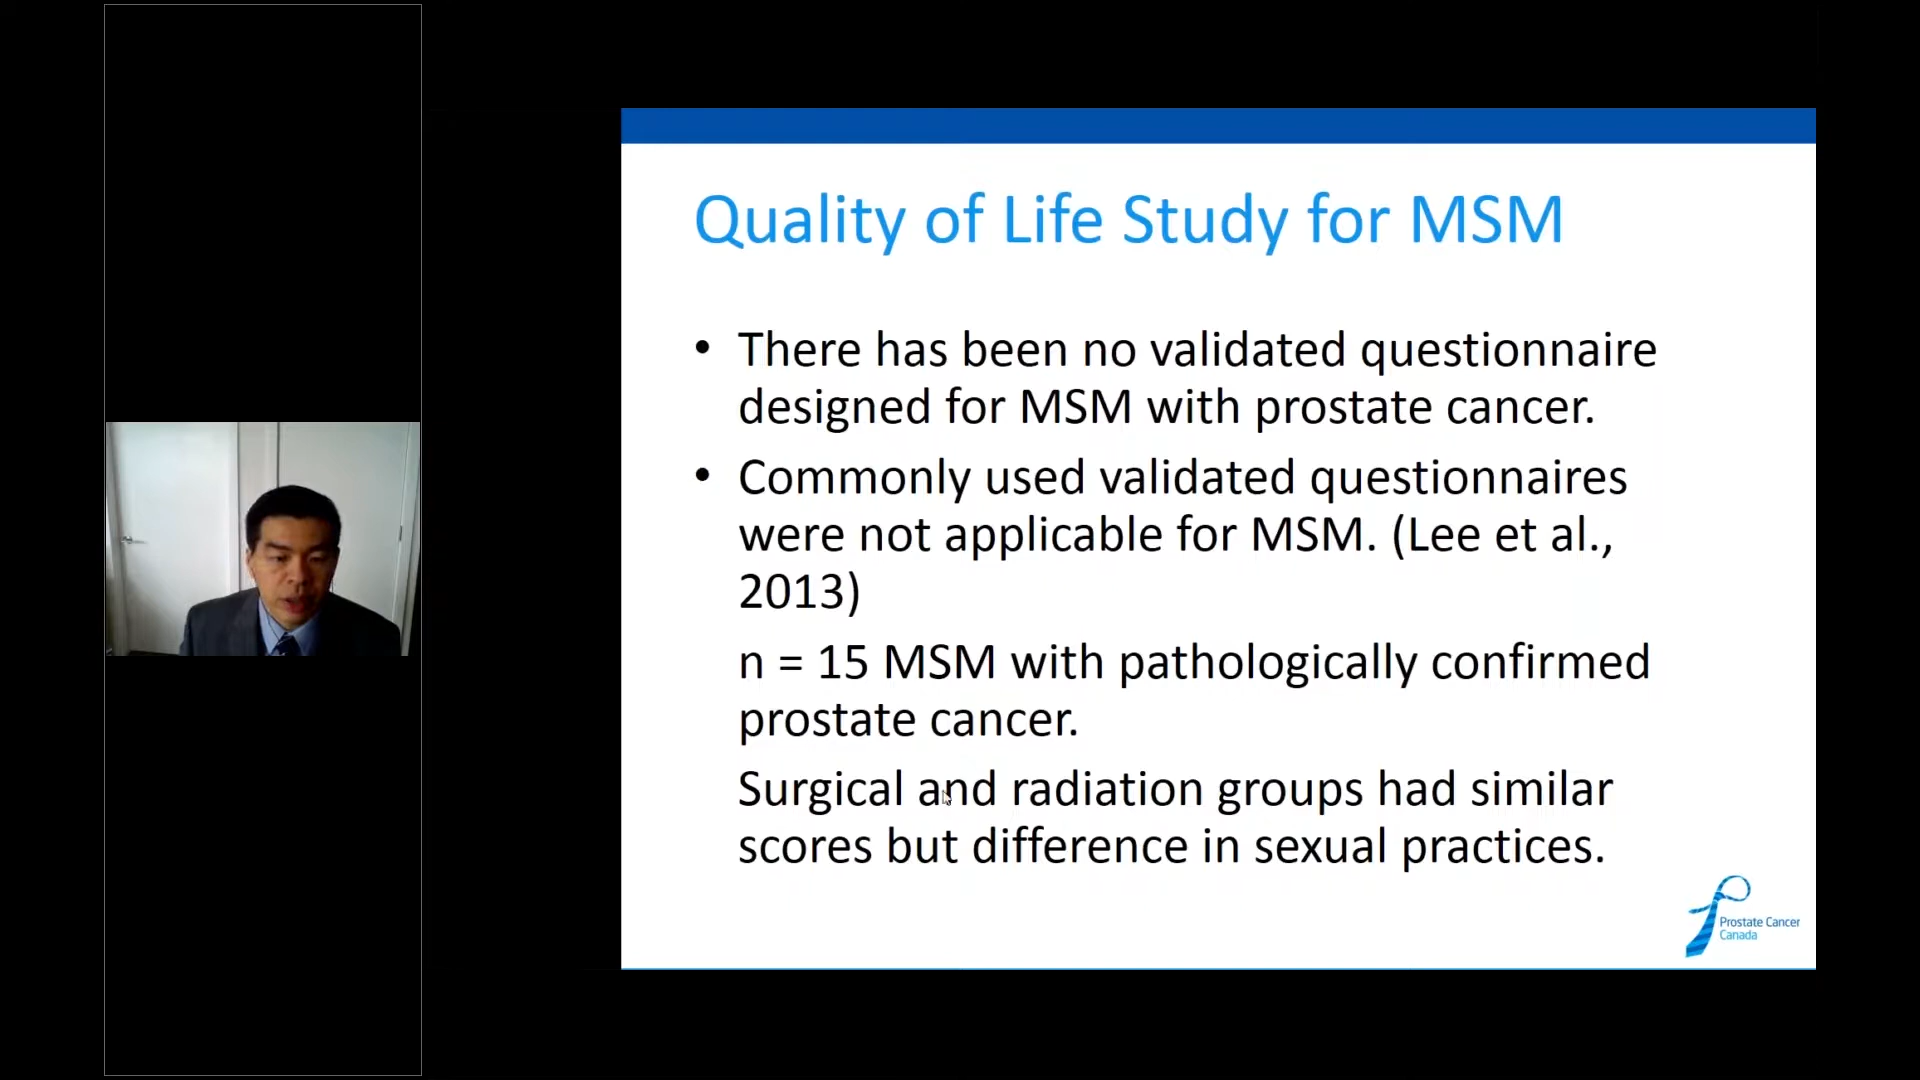 Quality of Life Study for MSM
• There has been no validated questionnaire
designed for MSM with prostate cancer.
• Commonly used validated questionnaires
were not applicable for MSM. (Lee et al.,
2013)
n = 15 MSM with pathologically confirmed
prostate cancer.
Surgical and radiation groups had similar
scores but difference in sexual practices.
Prostate Cancer
Canada